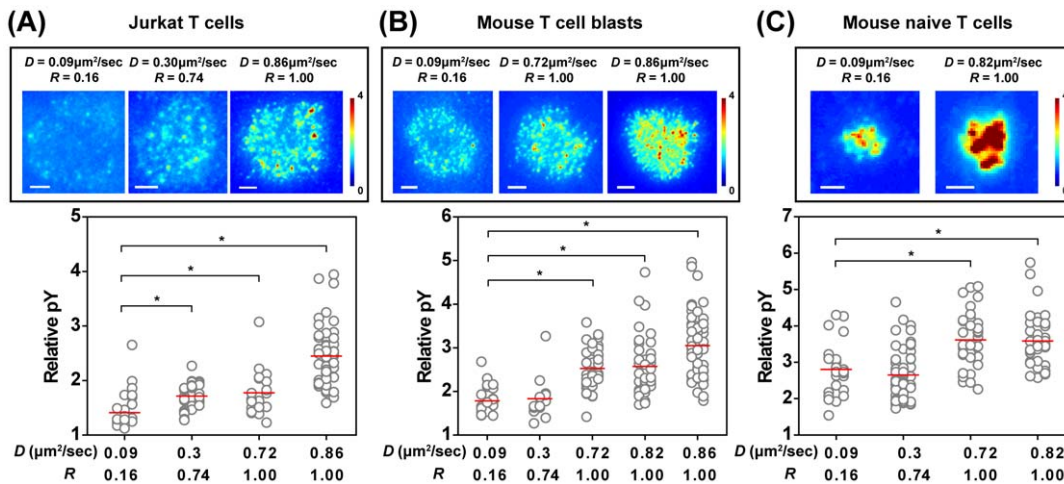 (A) Jurkat T cells
D = 0.09μm²/sec D = 0.30μm²/sec D = 0.86μm²/sec
R = 0.16 R = 0.74 R = 1.00
4
0
5
4
3
2
1
Relative pY
* * *
D (μm²/sec) 0.09 0.3 0.72 0.86
R 0.16 0.74 1.00 1.00
(B) Mouse T cell blasts
D = 0.09μm²/sec D = 0.72μm²/sec D = 0.86μm²/sec
R = 0.16 R = 1.00 R = 1.00
4
0
6
5
4
3
2
1
Relative pY
* * *
0.09 0.3 0.72 0.82 0.86
0.16 0.74 1.00 1.00 1.00
(C) Mouse naive T cells
D = 0.09μm²/sec D = 0.82μm²/sec
R = 0.16 R = 1.00
4
0
7
6
5
4
3
2
1
Relative pY
* *
0.09 0.3 0.72 0.82
0.16 0.74 1.00 1.00